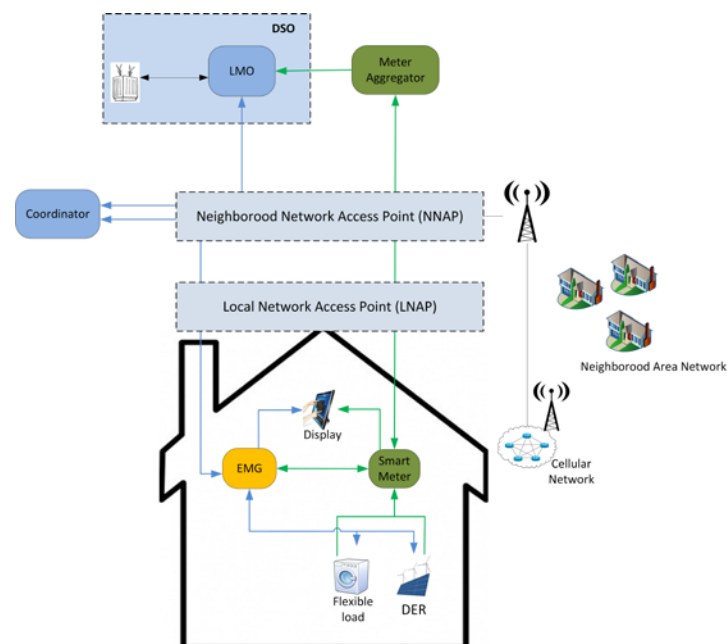 DSO
LMO
Meter
Aggregator
Coordinator
Neighborood Network Access Point (NNAP)
Local Network Access Point (LNAP)
Neighborood Area Network
Display
EMG
Smart
Meter
Cellular
Network
Flexible
load
DER